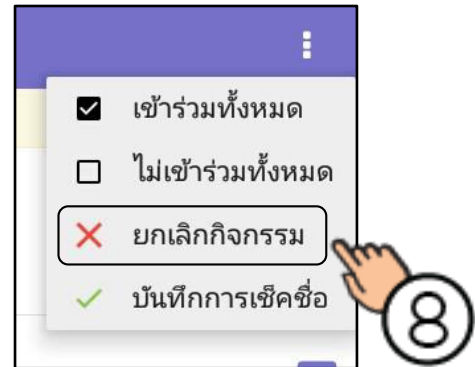 เข้าร่วมทั้งหมด
ไม่เข้าร่วมทั้งหมด
ยกเลิกกิจกรรม
บันทึกการเช็คชื่อ
8